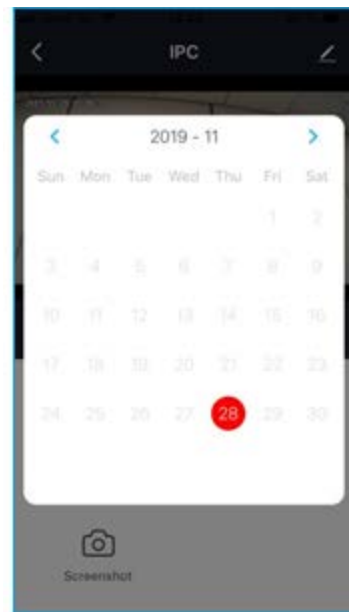 IPC
2019 - 11
Sun Mon Tue Wed Thu Fri Sat
1 2
3 4 5 6 7 8 9
10 11 12 13 14 15 16
17 18 19 20 21 22 23
24 25 26 27 28 29 30
Screenshot